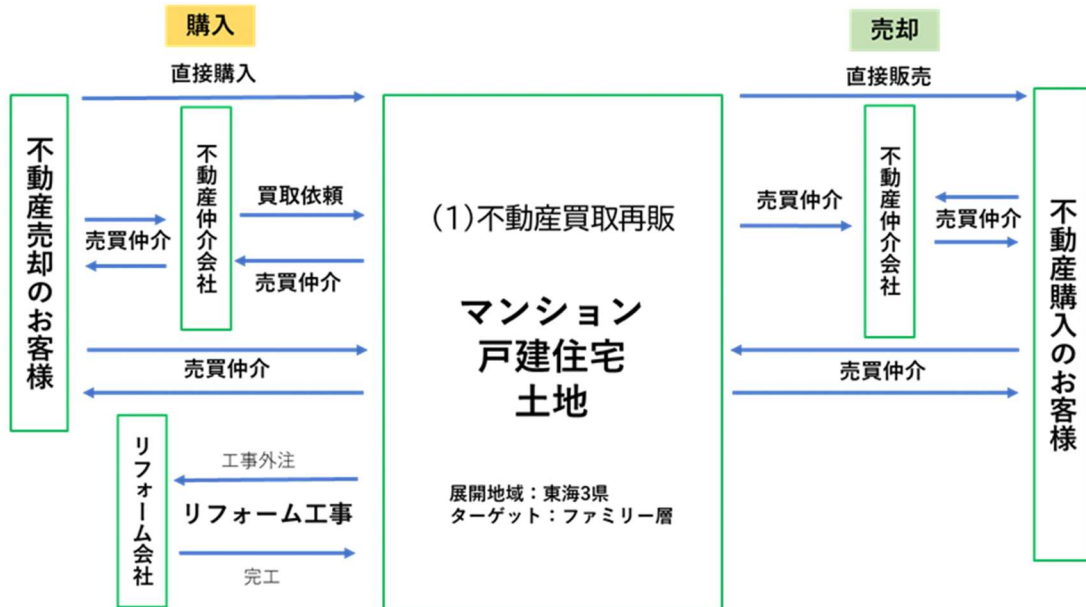 購入
売却
直接購入
直接販売
不動産売却のお客様
不動産仲介会社
買取依頼
売買仲介
売買仲介
売買仲介
リフォーム会社
工事外注
リフォーム工事
完工
(1)不動産買取再販
マンション
戸建住宅
土地
展開地域：東海3県
ターゲット：ファミリー層
売買仲介
不動産仲介会社
売買仲介
売買仲介
不動産購入のお客様